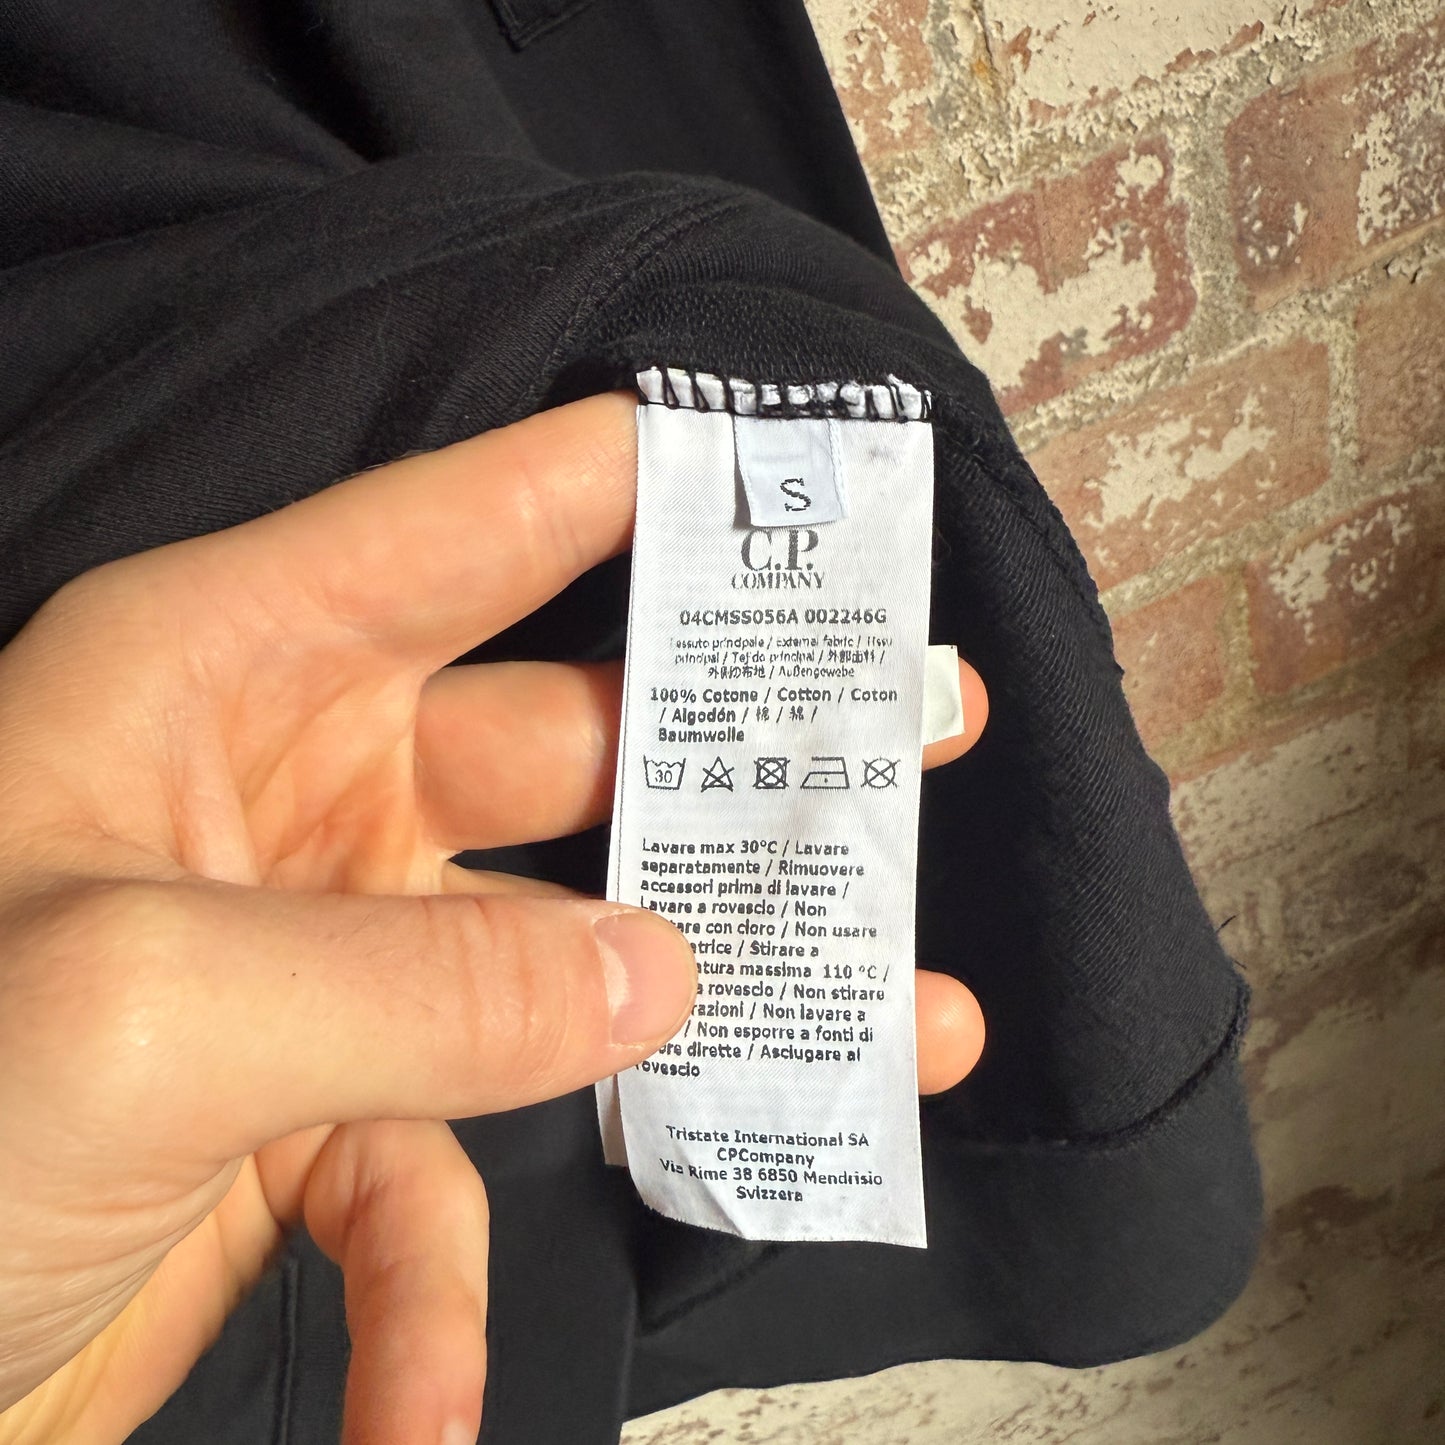 S
C.P.
COMPANY
04CMSS056A 002246G
Tessuto principale / External fabric / Tissu
principal / Tejido principal / 外部面料 /
外側の布地 / Außengewebe
100% Cotone / Cotton / Coton
/ Algodón / 棉 / 綿 /
Baumwolle
30
Lavare max 30°C / Lavare
separatamente / Rimuovere
accessori prima di lavare /
Lavare a rovescio / Non
con cloro / Non usare
/ Stirare a
massima 110 °C /
rovescio / Non stirare
/ Non lavare a
/ Non esporre a fonti di
dirette / Asciugare al
rovescio
Tristate International SA
CPCompany
Via Rime 38 6850 Mendrisio
Svizzera